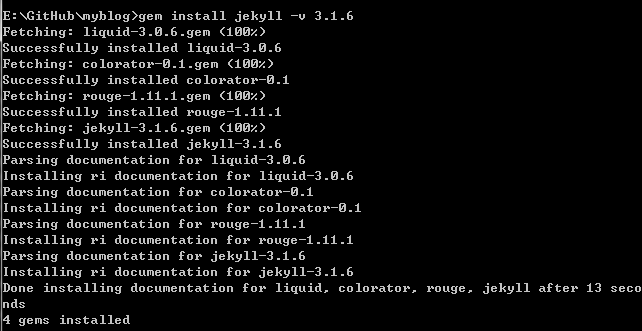 E:\GitHub\myblog>gem install jekyll -v 3.1.6
Fetching: liquid-3.0.6.gem (100%)
Successfully installed liquid-3.0.6
Fetching: colorator-0.1.gem (100%)
Successfully installed colorator-0.1
Fetching: rouge-1.11.1.gem (100%)
Successfully installed rouge-1.11.1
Fetching: jekyll-3.1.6.gem (100%)
Successfully installed jekyll-3.1.6
Parsing documentation for liquid-3.0.6
Installing ri documentation for liquid-3.0.6
Parsing documentation for colorator-0.1
Installing ri documentation for colorator-0.1
Parsing documentation for rouge-1.11.1
Installing ri documentation for rouge-1.11.1
Parsing documentation for jekyll-3.1.6
Installing ri documentation for jekyll-3.1.6
Done installing documentation for liquid, colorator, rouge, jekyll after 13 seco
nds
4 gems installed